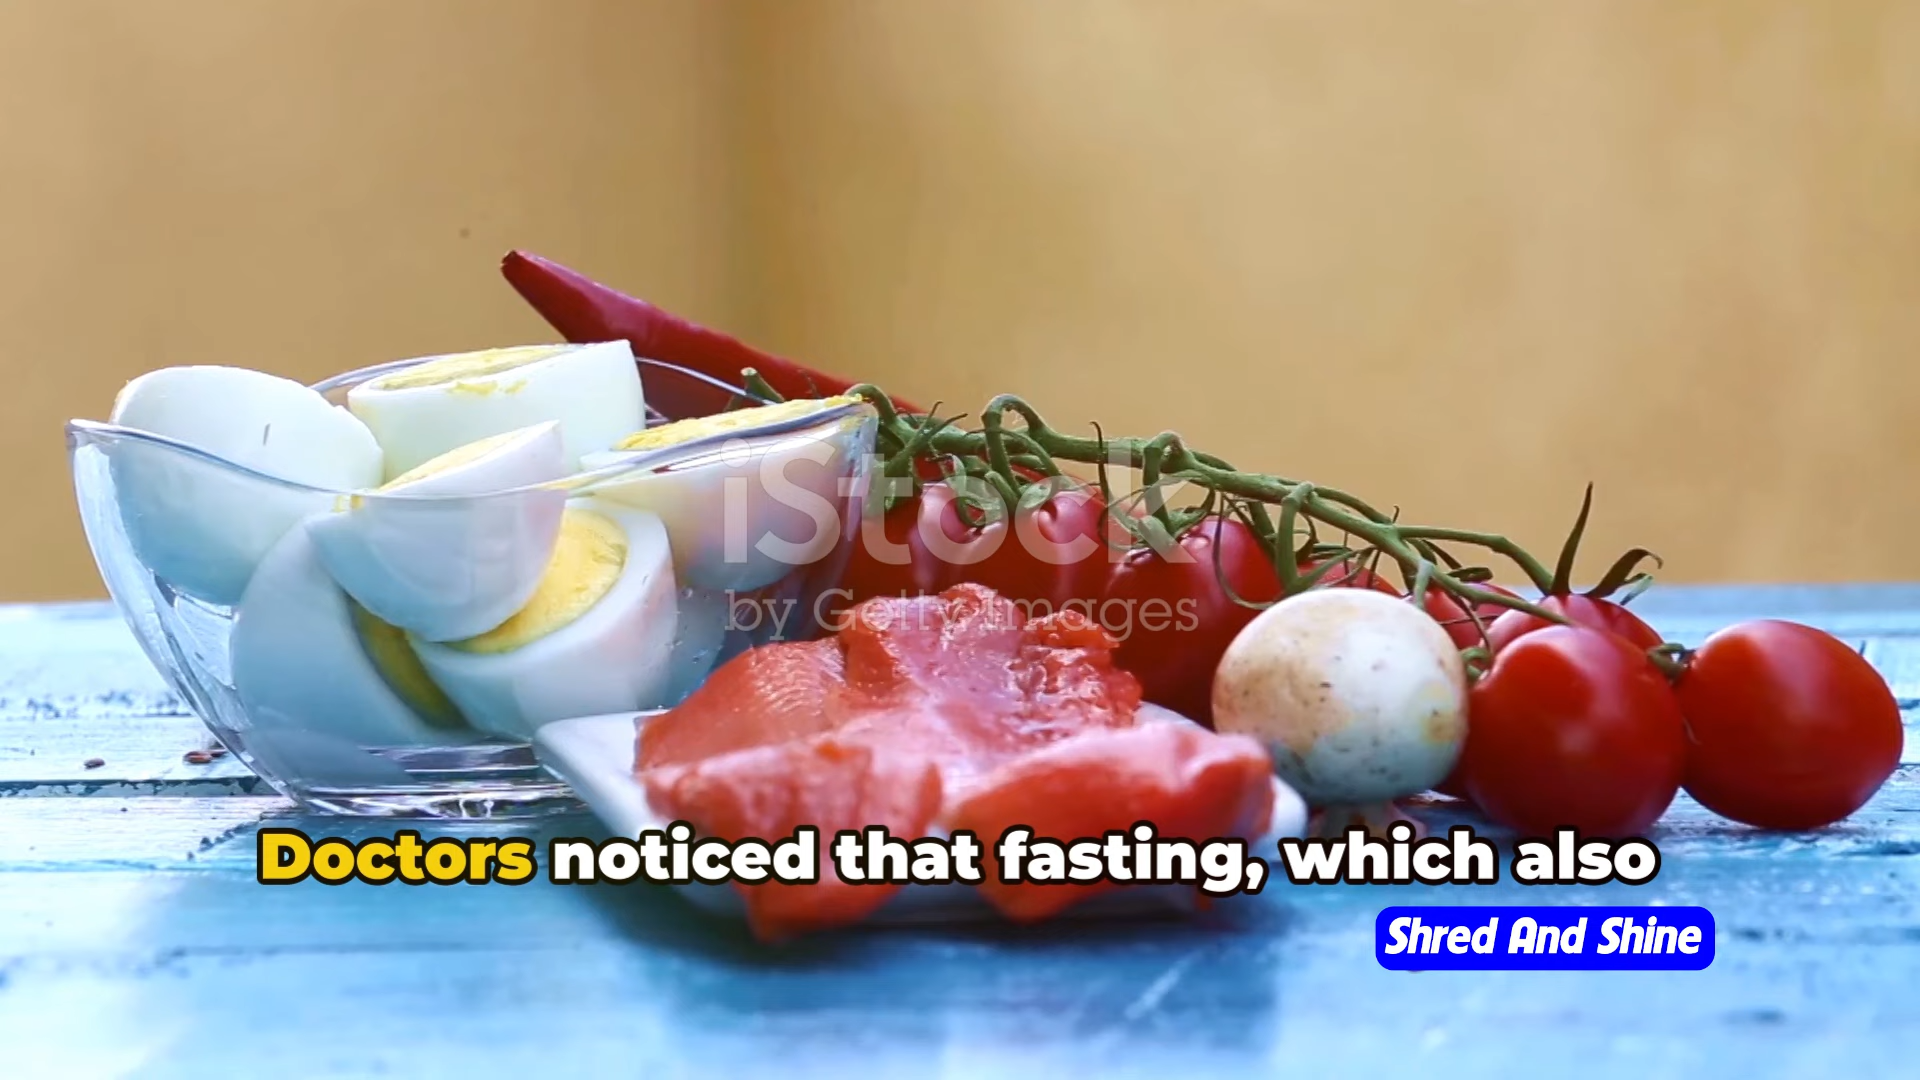 iStock
by Getty Images
Doctors noticed that fasting, which also
Shred And Shine